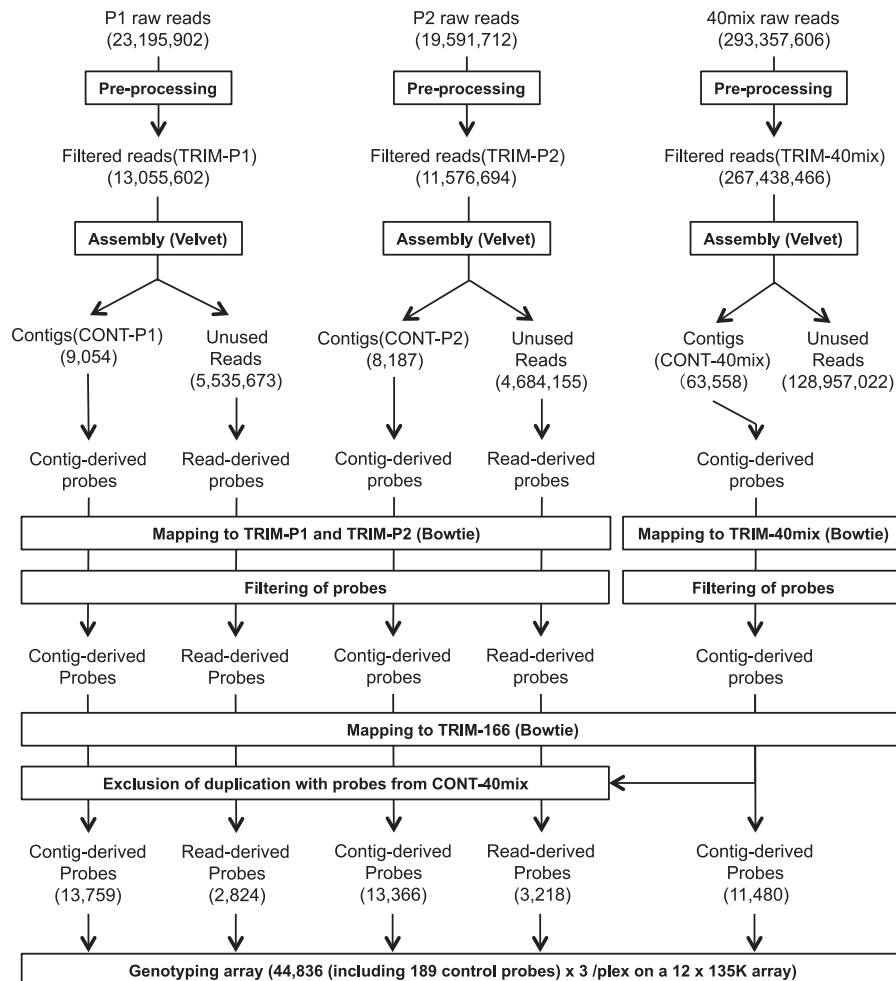 P1 raw reads
(23,195,902)
P2 raw reads
(19,591,712)
40mix raw reads
(293,357,606)
Pre-processing
Pre-processing
Pre-processing
Filtered reads(TRIM-P1)
(13,055,602)
Filtered reads(TRIM-P2)
(11,576,694)
Filtered reads(TRIM-40mix)
(267,438,466)
Assembly (Velvet)
Assembly (Velvet)
Assembly (Velvet)
Contigs(CONT-P1)
(9,054)
Unused
Reads
(5,535,673)
Contigs(CONT-P2)
(8,187)
Unused
Reads
(4,684,155)
Contigs
(CONT-40mix)
(63,558)
Unused
Reads
(128,957,022)
Contig-derived
probes
Read-derived
probes
Contig-derived
probes
Read-derived
probes
Contig-derived
probes
Mapping to TRIM-P1 and TRIM-P2 (Bowtie)
Mapping to TRIM-40mix (Bowtie)
Filtering of probes
Filtering of probes
Contig-derived
Probes
Read-derived
Probes
Contig-derived
probes
Read-derived
probes
Contig-derived
probes
Mapping to TRIM-166 (Bowtie)
Exclusion of duplication with probes from CONT-40mix
Contig-derived
Probes
(13,759)
Read-derived
Probes
(2,824)
Contig-derived
Probes
(13,366)
Read-derived
Probes
(3,218)
Contig-derived
Probes
(11,480)
Genotyping array (44,836 (including 189 control probes) x 3 /plex on a 12 x 135K array)